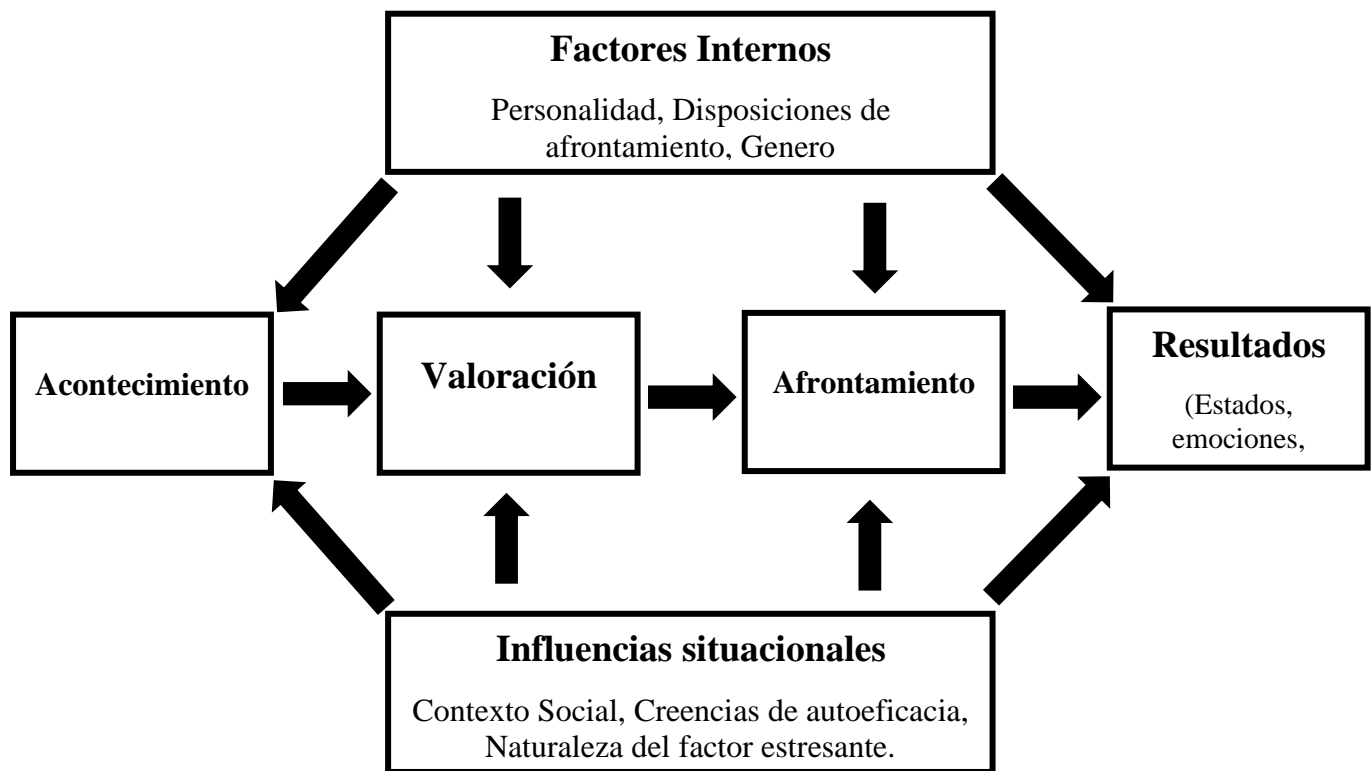 Factores Internos
Personalidad, Disposiciones de
afrontamiento, Genero
Acontecimiento
Valoración
Afrontamiento
Resultados
(Estados,
emociones,
Influencias situacionales
Contexto Social, Creencias de autoeficacia,
Naturaleza del factor estresante.